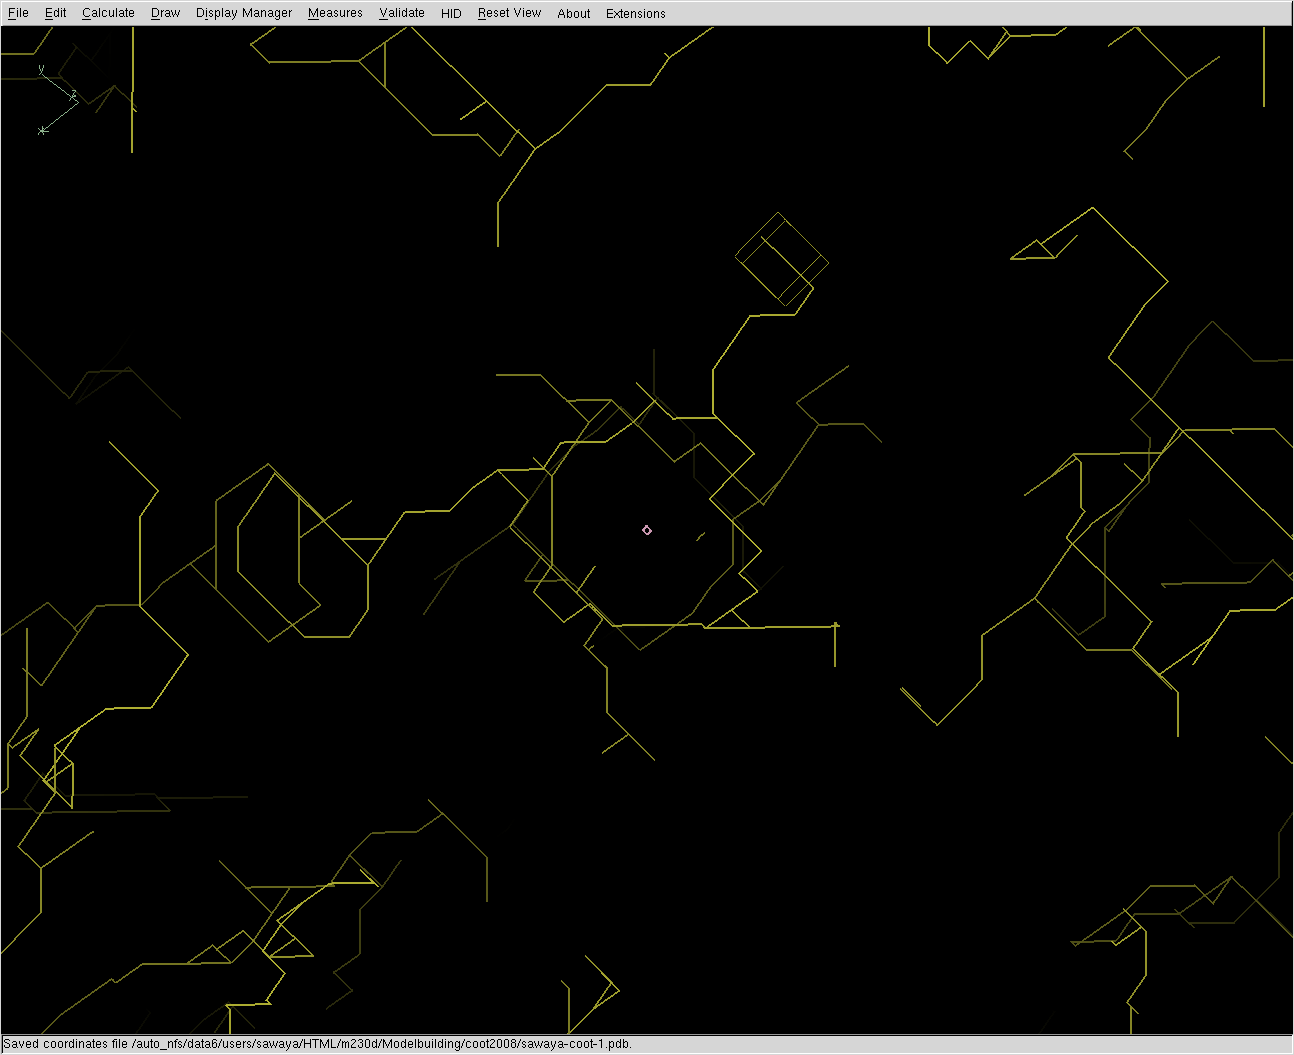 File Edit Calculate Draw Display Manager Measures Validate HID Reset View About Extensions
y
z
x
Saved coordinates file /auto_nfs/data6/users/sawaya/HTML/m230d/Modelbuilding/coot2008/sawaya-coot-1.pdb.